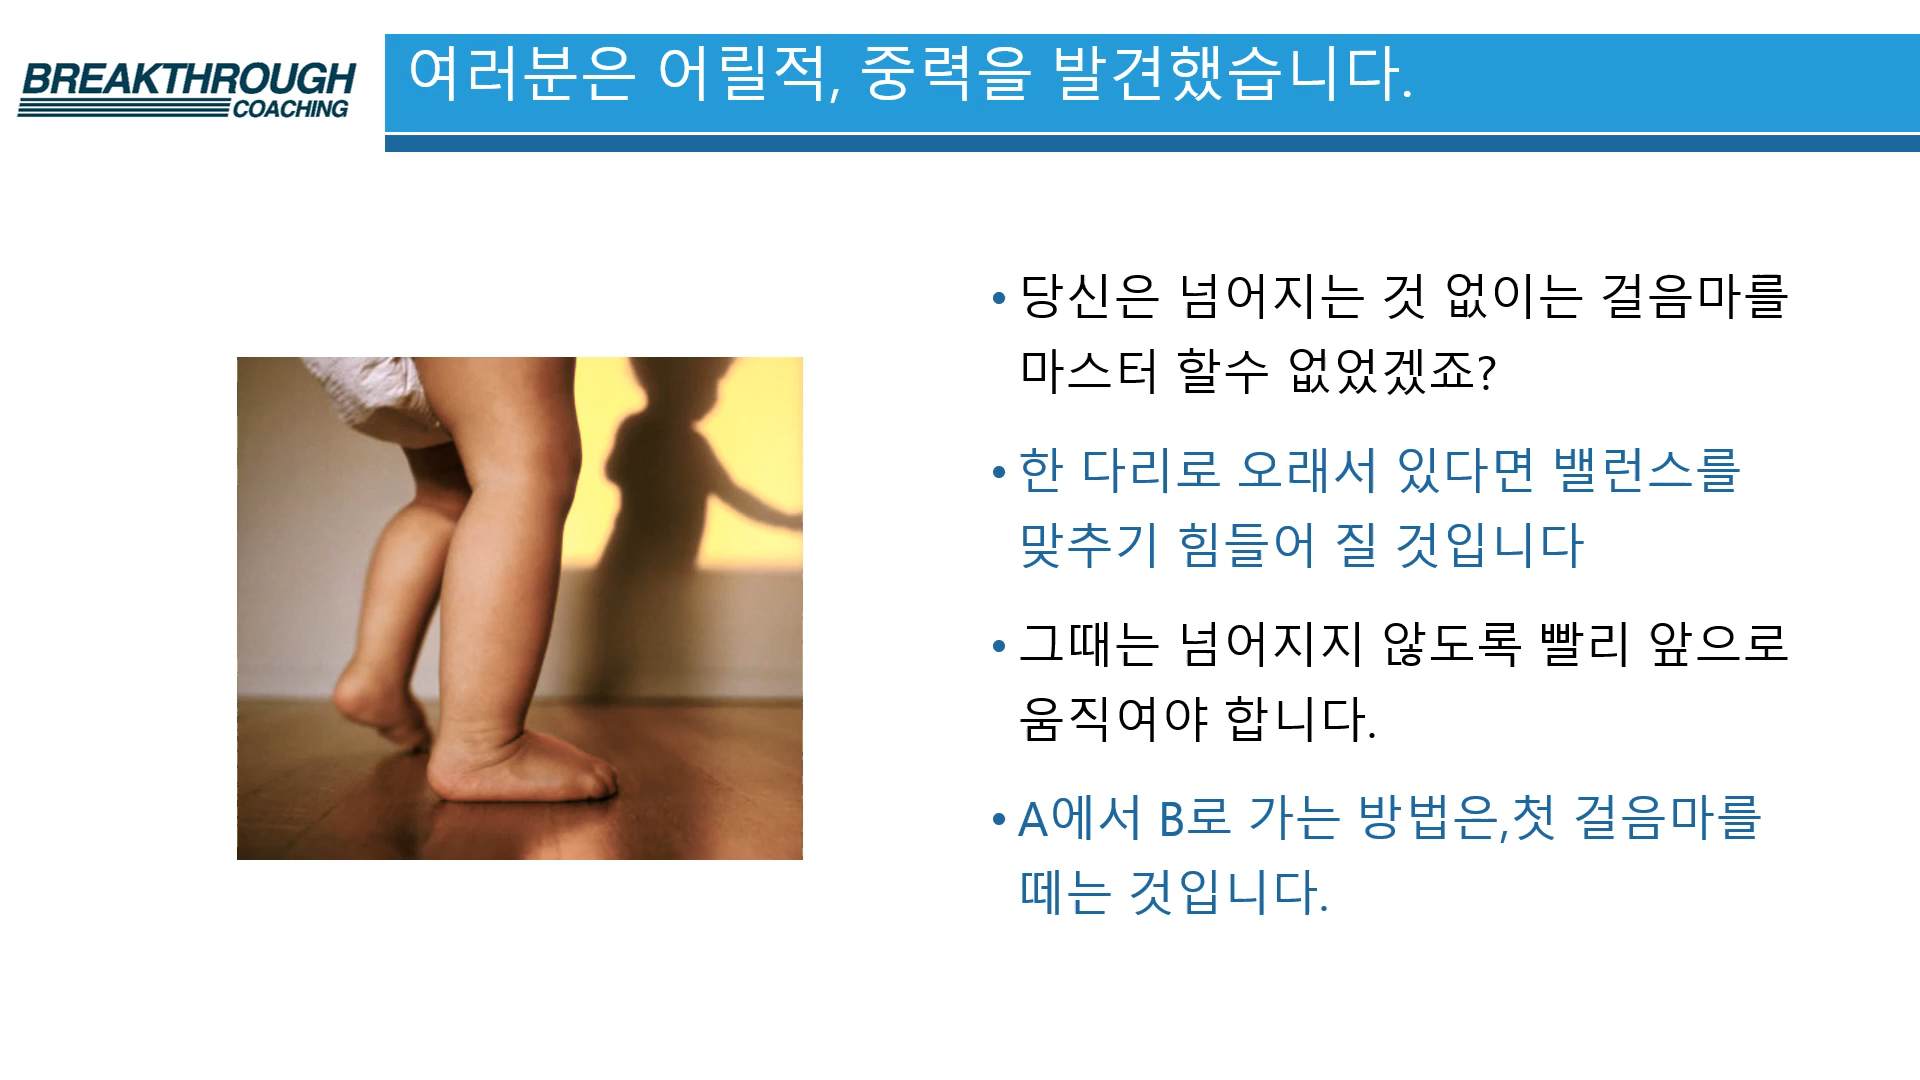 BREAKTHROUGH
COACHING
여러분은 어릴적, 중력을 발견했습니다.
• 당신은 넘어지는 것 없이는 걸음마를
마스터 할수 없었겠죠?
• 한 다리로 오래서 있다면 밸런스를
맞추기 힘들어 질 것입니다
• 그때는 넘어지지 않도록 빨리 앞으로
움직여야 합니다.
• A에서 B로 가는 방법은,첫 걸음마를
떼는 것입니다.